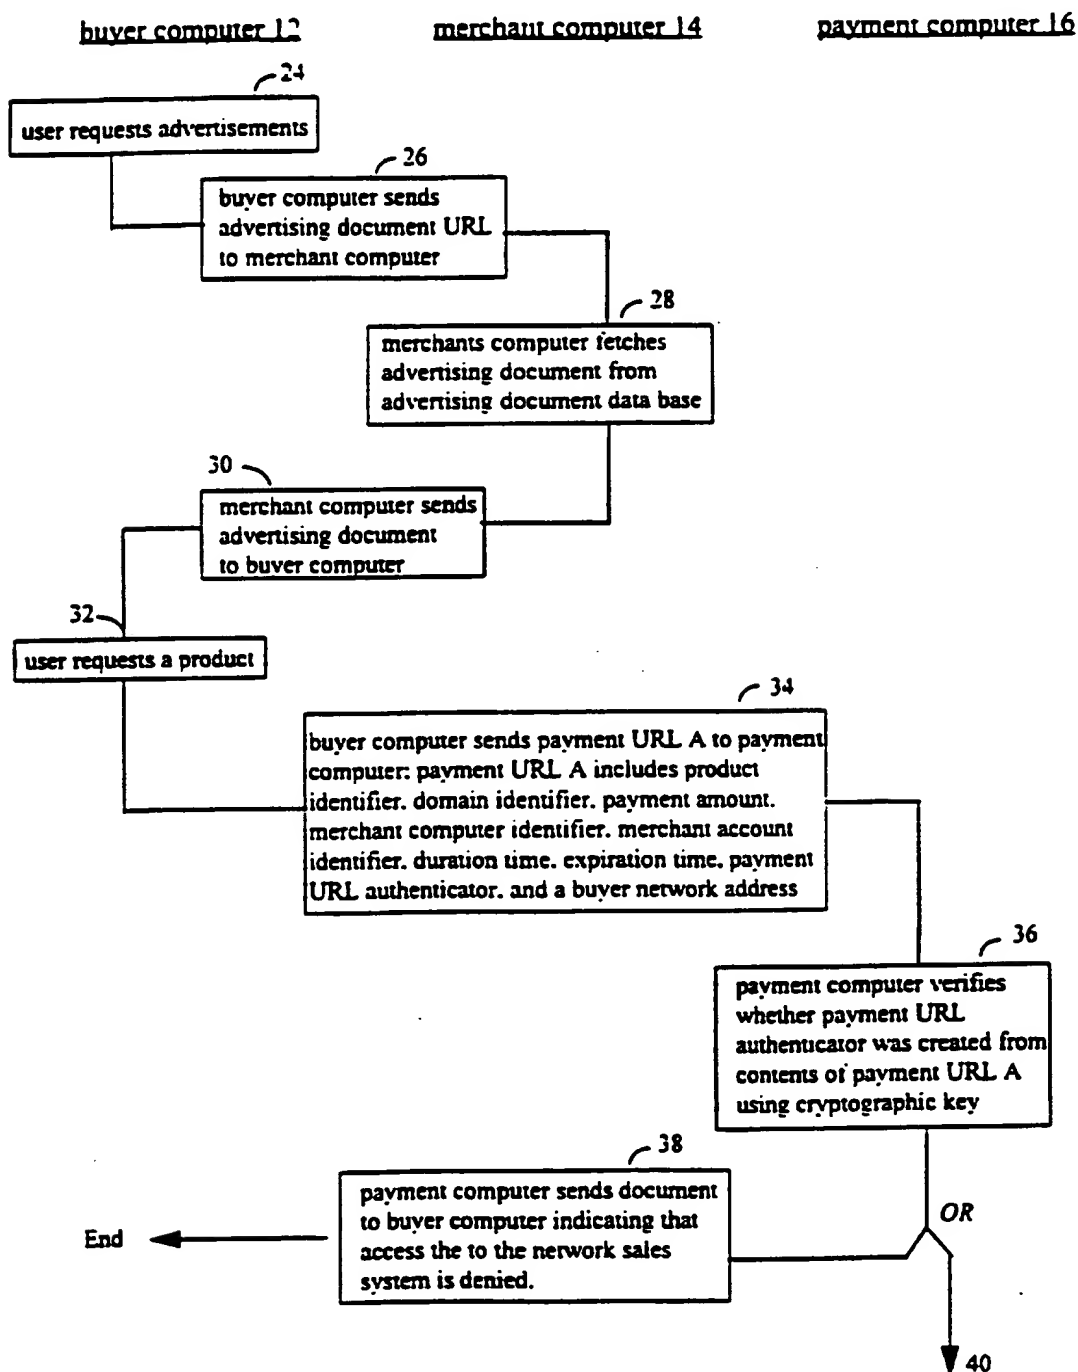 buyer computer 12
merchant computer 14
payment computer 16
24
user requests advertisements
26
buyer computer sends
advertising document URL
to merchant computer
28
merchants computer fetches
advertising document from
advertising document data base
30
merchant computer sends
advertising document
to buyer computer
32
user requests a product
34
buyer computer sends payment URL A to payment
computer: payment URL A includes product
identifier. domain identifier. payment amount.
merchant computer identifier. merchant account
identifier. duration time. expiration time. payment
URL authenticator. and a buyer network address
36
payment computer verifies
whether payment URL
authenticator was created from
contents of payment URL A
using cryptographic key
38
payment computer sends document
to buyer computer indicating that
access the to the network sales
system is denied.
OR
End
40